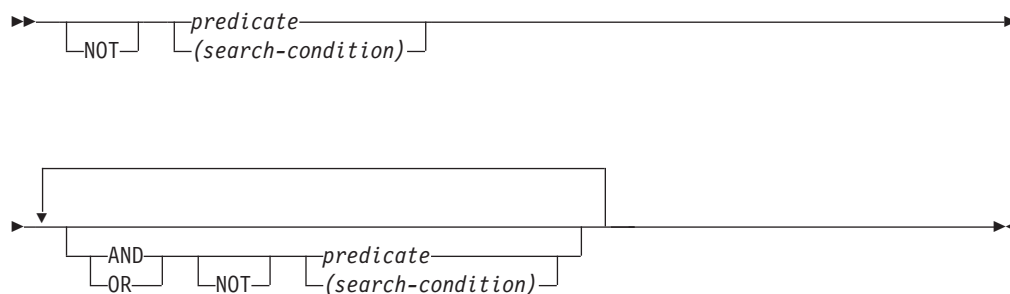 predicate
NOT (search-condition)
AND predicate
OR NOT (search-condition)